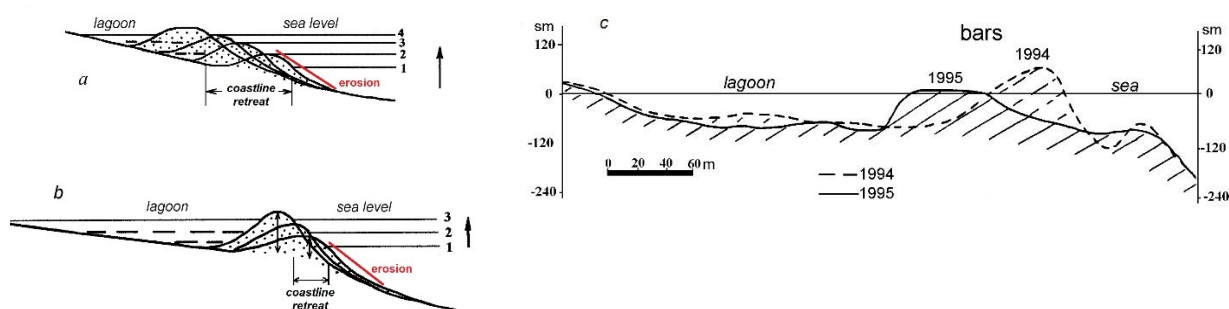 a
lagoon
sea level
4
3
2
1
erosion
coastline
retreat
b
lagoon
sea level
3
2
1
erosion
coastline
retreat
c
sm
120
0
-120
-240
bars
1994
1995
lagoon
sea
sm
120
0
-120
-240
0 20 40 60 m
1994
1995